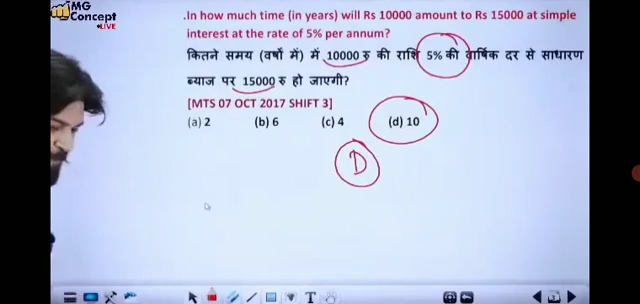 MG
Concept
LIVE
.In how much time (in years) will Rs 10000 amount to Rs 15000 at simple
interest at the rate of 5% per annum?
कितने समय (वर्षो में) में 10000 रु की राशि 5% की वार्षिक दर से साधारण
ब्याज पर 15000 रु हो जाएगी?
[MTS 07 OCT 2017 SHIFT 3]
(a) 2 (b) 6 (c) 4 (d) 10
D
T